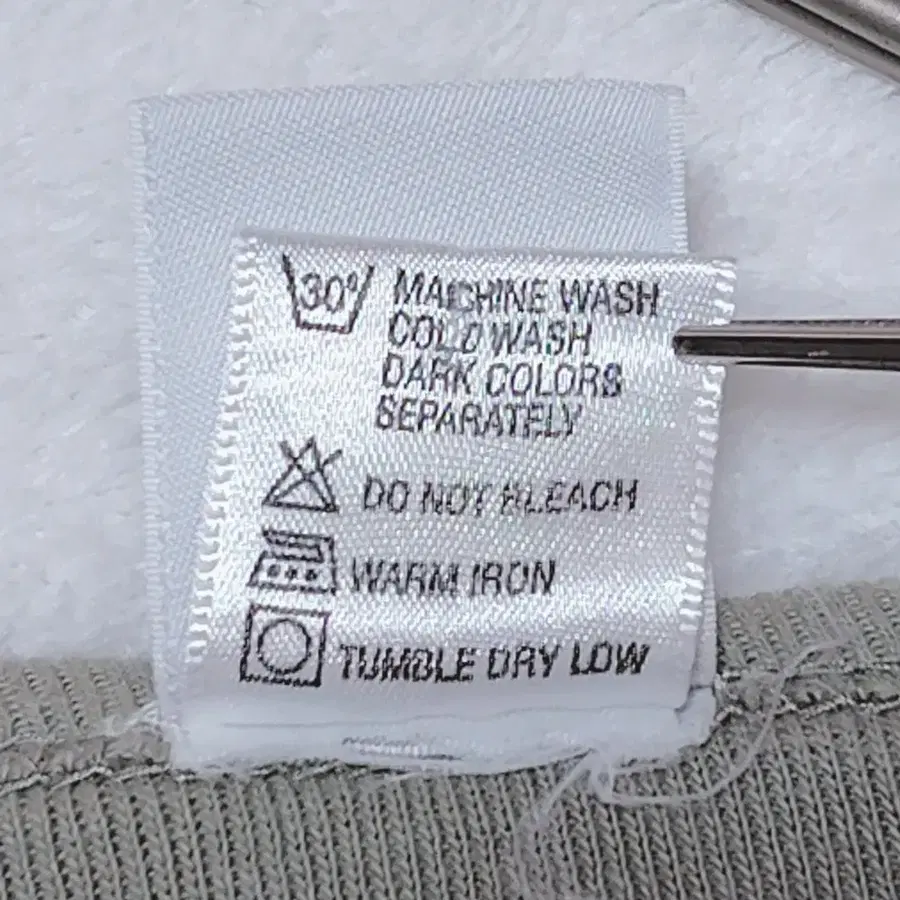 30° MACHINE WASH
COLD WASH
DARK COLORS
SEPARATELY
DO NOT BLEACH
WARM IRON
TUMBLE DRY LOW